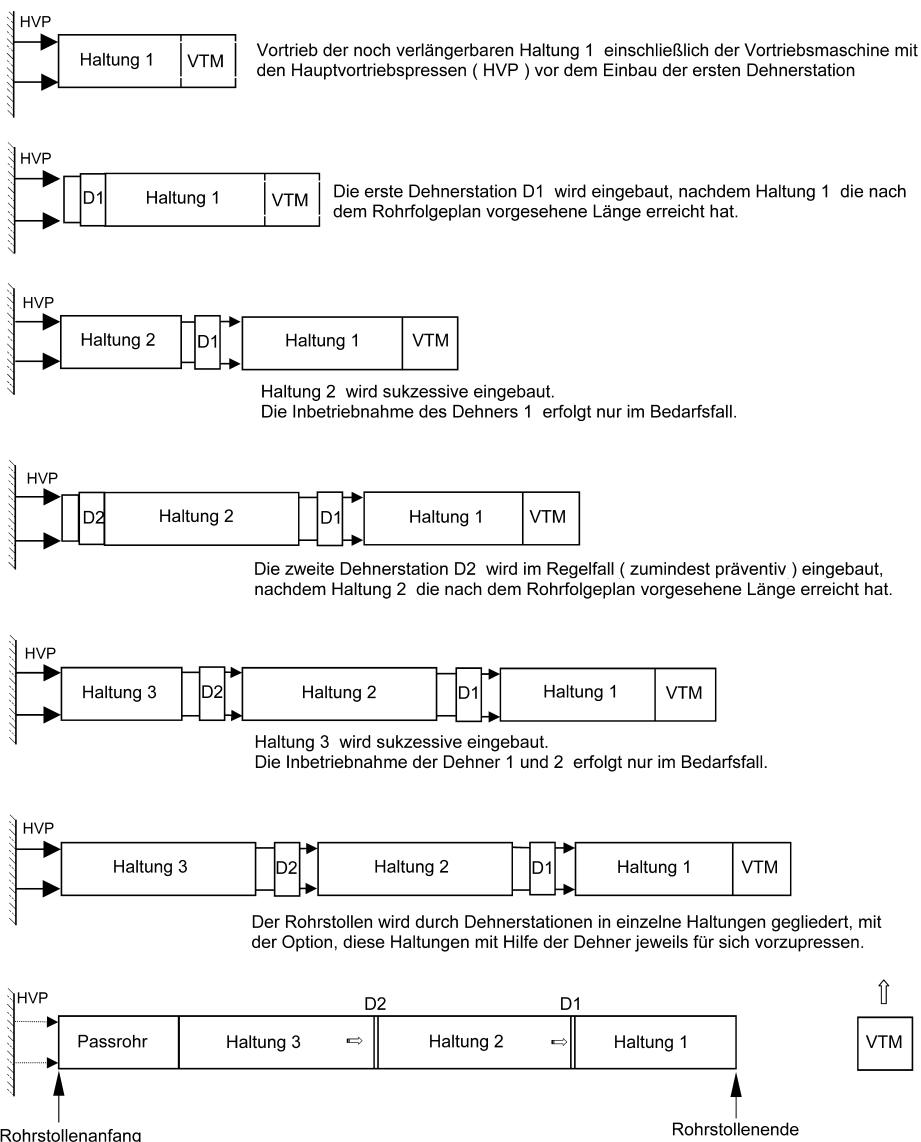 HVP
Haltung 1 VTM
Vortrieb der noch verlängerbaren Haltung 1 einschließlich der Vortriebsmaschine mit
den Hauptvortriebspressen ( HVP ) vor dem Einbau der ersten Dehnerstation
HVP
D1 Haltung 1 VTM
Die erste Dehnerstation D1 wird eingebaut, nachdem Haltung 1 die nach
dem Rohrfolgeplan vorgesehene Länge erreicht hat.
HVP
Haltung 2 D1 Haltung 1 VTM
Haltung 2 wird sukzessive eingebaut.
Die Inbetriebnahme des Dehners 1 erfolgt nur im Bedarfsfall.
HVP
D2 Haltung 2 D1 Haltung 1 VTM
Die zweite Dehnerstation D2 wird im Regelfall ( zumindest präventiv ) eingebaut,
nachdem Haltung 2 die nach dem Rohrfolgeplan vorgesehene Länge erreicht hat.
HVP
Haltung 3 D2 Haltung 2 D1 Haltung 1 VTM
Haltung 3 wird sukzessive eingebaut.
Die Inbetriebnahme der Dehner 1 und 2 erfolgt nur im Bedarfsfall.
HVP
Haltung 3 D2 Haltung 2 D1 Haltung 1 VTM
Der Rohrstollen wird durch Dehnerstationen in einzelne Haltungen gegliedert, mit
der Option, diese Haltungen mit Hilfe der Dehner jeweils für sich vorzupressen.
HVP D2 D1
Passrohr Haltung 3 Haltung 2 Haltung 1 VTM
Rohrstollenanfang Rohrstollenende